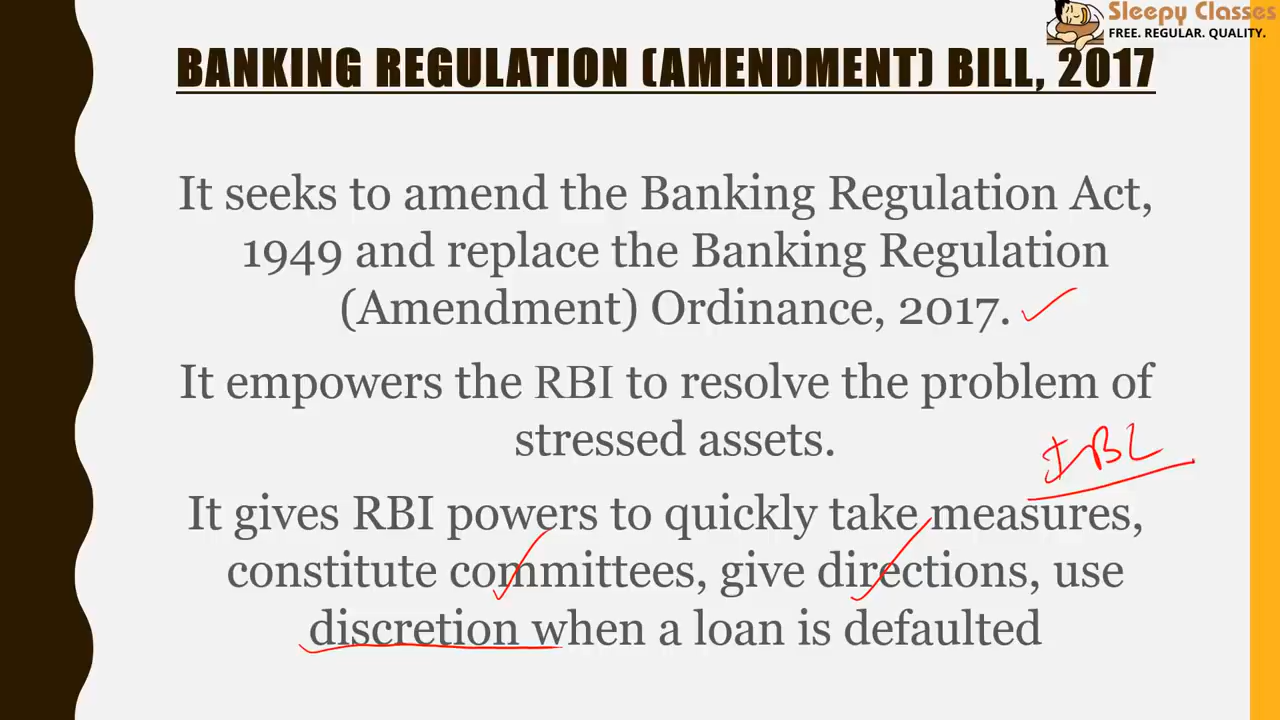 Sleepy Classes
FREE. REGULAR. QUALITY.
BANKING REGULATION (AMENDMENT) BILL, 2017
It seeks to amend the Banking Regulation Act,
1949 and replace the Banking Regulation
(Amendment) Ordinance, 2017.
It empowers the RBI to resolve the problem of
stressed assets.
IBC
It gives RBI powers to quickly take measures,
constitute committees, give directions, use
discretion when a loan is defaulted